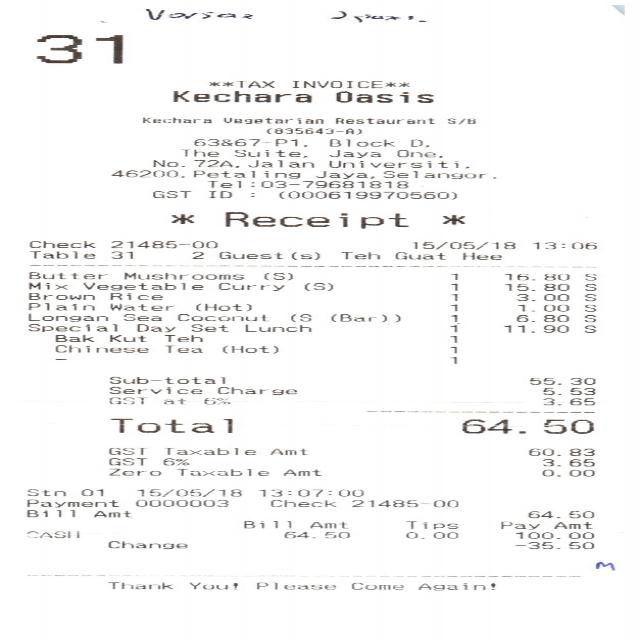 31
**TAX INVOICE**
Kechara Oasis
Kechara Vegetarian Restaurant S/B
(835643-A)
63&67-P1, Block D,
The Suite, Jaya One,
No. 72A, Jalan Universiti,
46200, Petaling Jaya, Selangor.
Tel:03-79681818
GST ID : (000619970560)
* Receipt *
Check 21485-00 15/05/18 13:06
Table 31 2 Guest(s) Teh Guat Hee
Butter Mushrooms (S) 1 16.80 S
Mix Vegetable Curry (S) 1 15.80 S
Brown Rice 1 3.00 S
Plain Water (Hot) 1 1.00 S
Longan Sea Coconut (S (Bar)) 1 6.80 S
Special Day Set Lunch 1 11.90 S
Bak Kut Teh 1
Chinese Tea (Hot) 1
- 1
Sub-total 55.30
Service Charge 5.53
GST at 6% 3.65
Total 64.50
GST Taxable Amt 60.83
GST 6% 3.65
Zero Taxable Amt 0.00
Stn 01 15/05/18 13:07:00
Payment 0000003 Check 21485-00
Bill Amt 64.50
Bill Amt Tips Pay Amt
CASH 64.50 0.00 100.00
Change -35.50
Thank You! Please Come Again!